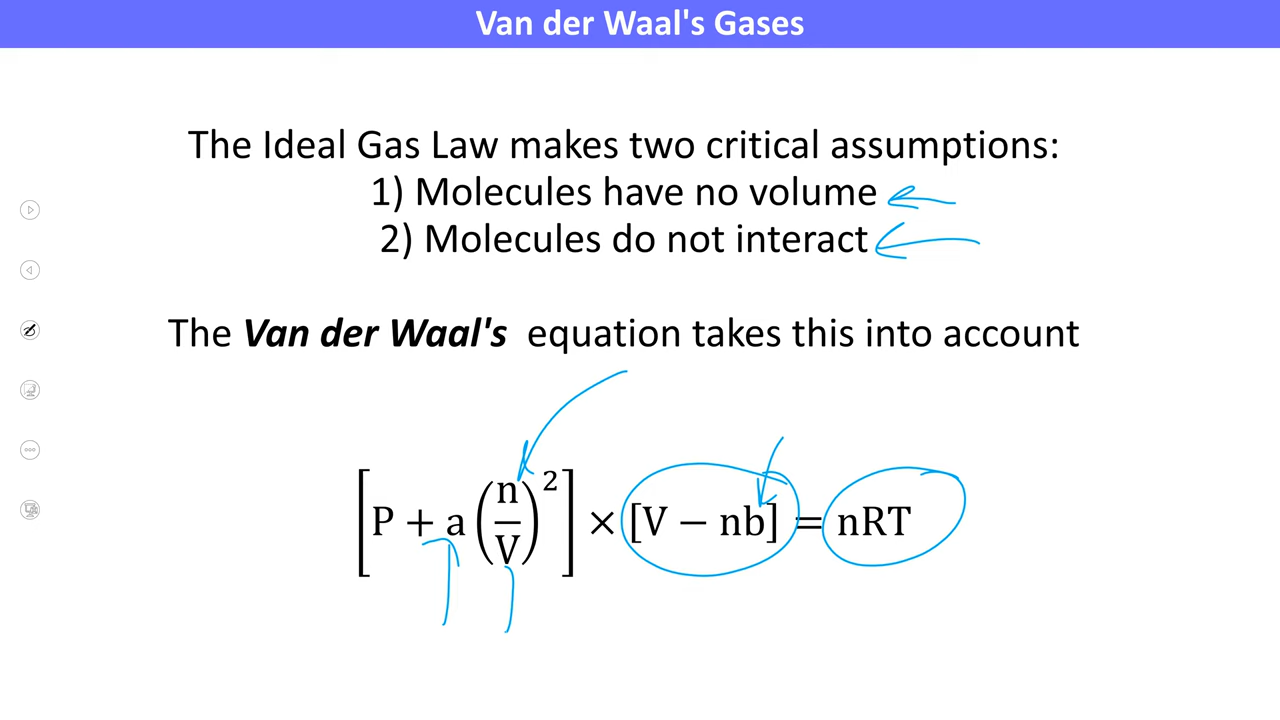 Van der Waal's Gases
The Ideal Gas Law makes two critical assumptions:
1) Molecules have no volume
2) Molecules do not interact
The Van der Waal's equation takes this into account
[P + a (n/V)²] × [V − nb] = nRT